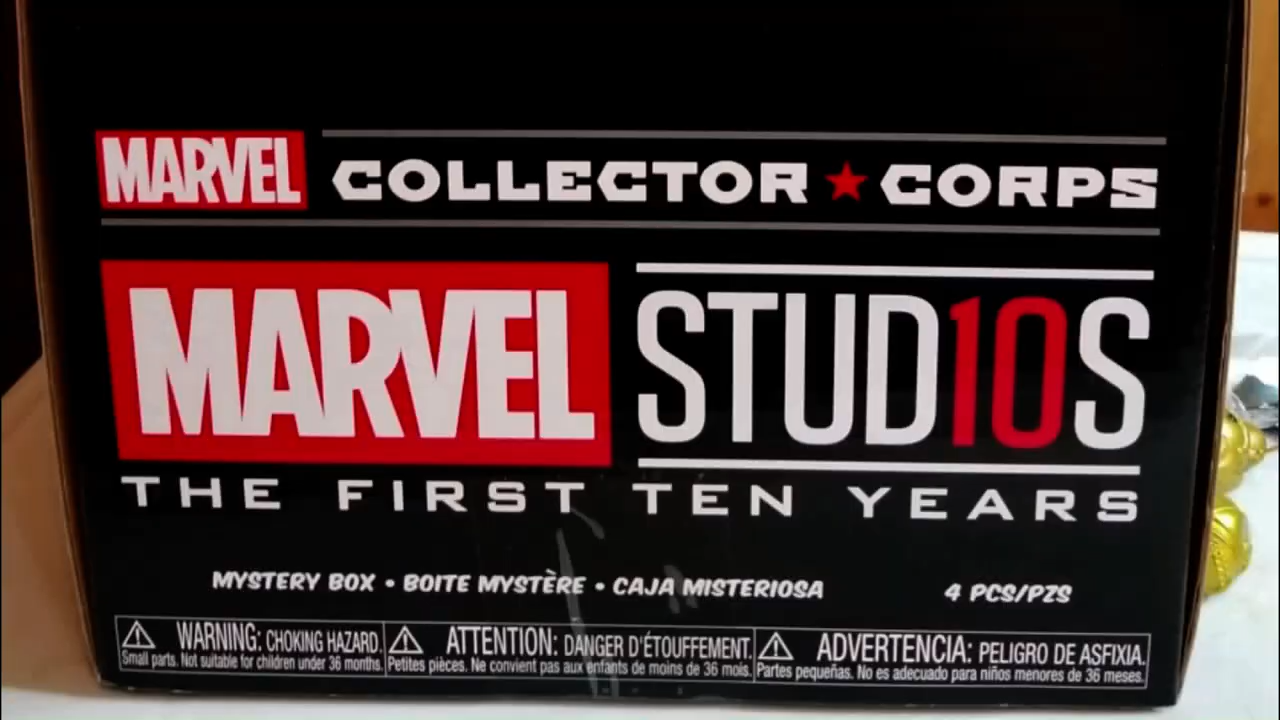 MARVEL COLLECTOR ★ CORPS
MARVEL STUD10S
THE FIRST TEN YEARS
MYSTERY BOX • BOITE MYSTÈRE • CAJA MISTERIOSA 4 PCS/PZS
WARNING: CHOKING HAZARD.
Small parts. Not suitable for children under 36 months.
ATTENTION: DANGER D'ÉTOUFFEMENT.
Petites pièces. Ne convient pas aux enfants de moins de 36 mois.
ADVERTENCIA: PELIGRO DE ASFIXIA.
Partes pequeñas. No es adecuado para niños menores de 36 meses.